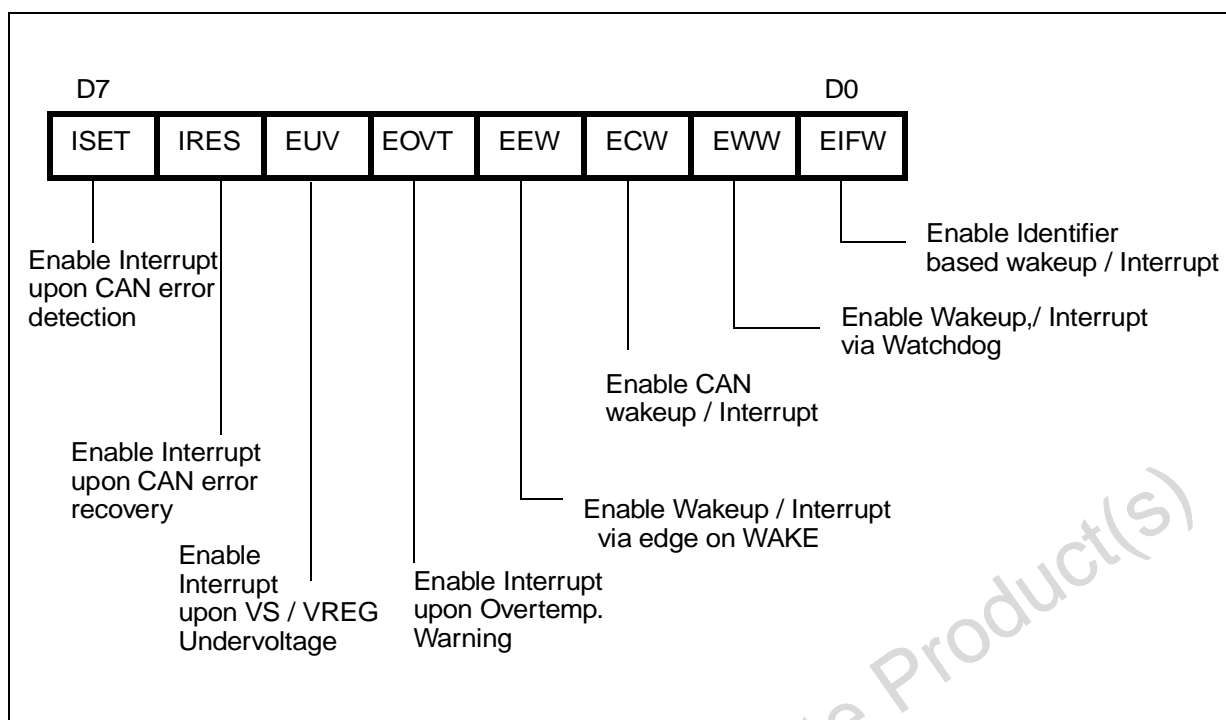 D7 D0
ISET IRES EUV EOVT EEW ECW EWW EIFW
Enable Identifier
based wakeup / Interrupt
Enable Interrupt
upon CAN error
detection
Enable Wakeup,/ Interrupt
via Watchdog
Enable CAN
wakeup / Interrupt
Enable Interrupt
upon CAN error
recovery
Enable Wakeup / Interrupt
via edge on WAKE
Enable
Interrupt
upon VS / VREG
Undervoltage
Enable Interrupt
upon Overtemp.
Warning
Product(s)